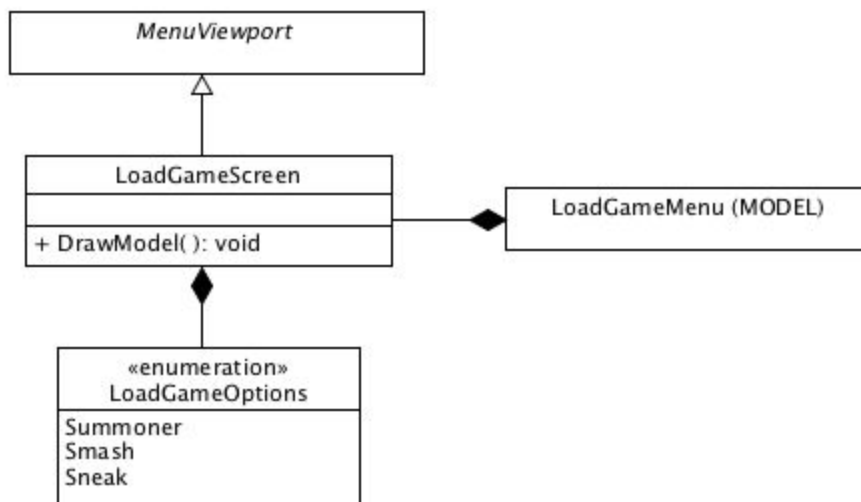 MenuViewport
LoadGameScreen
+ DrawModel( ): void
LoadGameMenu (MODEL)
«enumeration»
LoadGameOptions
Summoner
Smash
Sneak